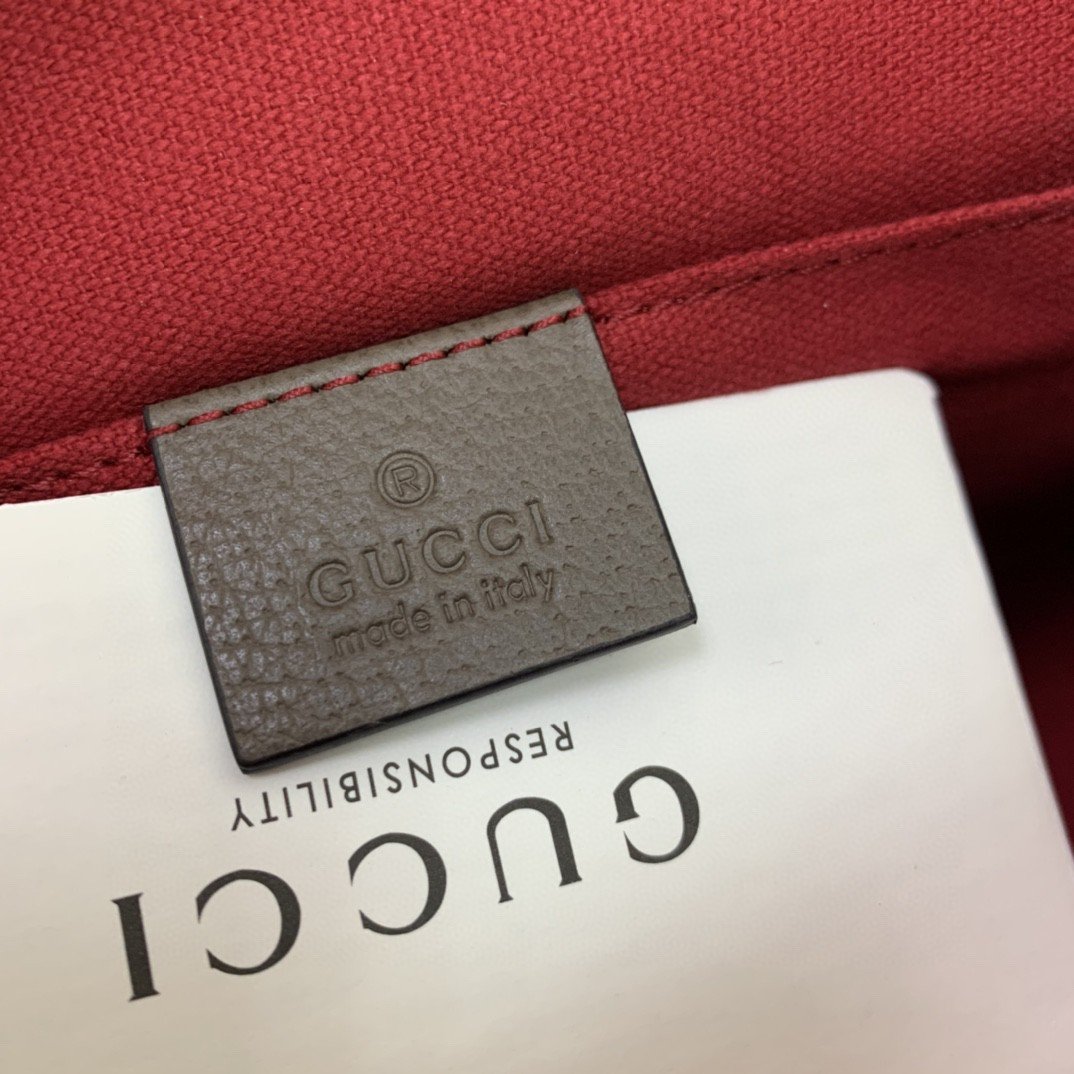 ®
GUCCI
made in italy
GUCCI
RESPONSIBILITY